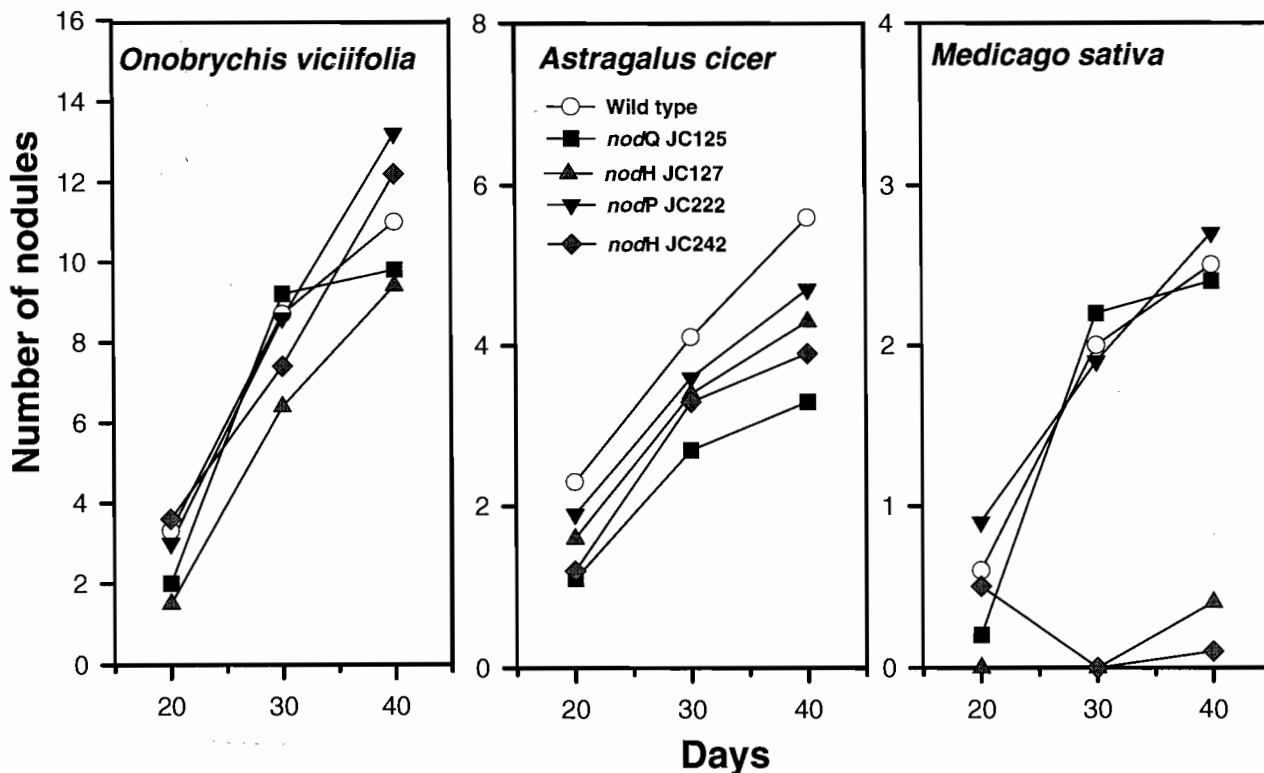 Number of nodules
Onobrychis viciifolia
16
14
12
10
8
6
4
2
0
20
30
40
Astragalus cicer
Wild type
nodQ JC125
nodH JC127
nodP JC222
nodH JC242
8
6
4
2
0
20
30
40
Medicago sativa
4
3
2
1
0
20
30
40
Days